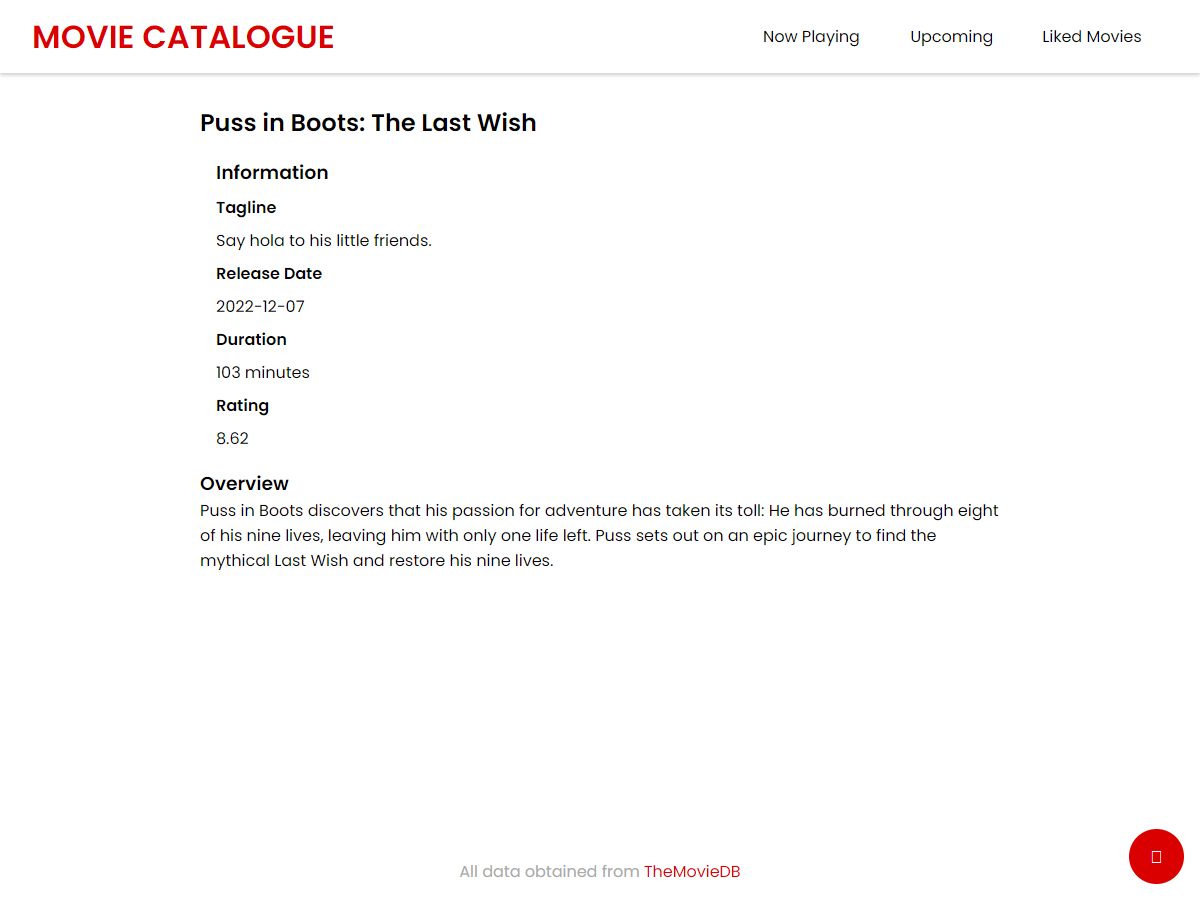 MOVIE CATALOGUE
Now Playing
Upcoming
Liked Movies
Puss in Boots: The Last Wish
Information
Tagline
Say hola to his little friends.
Release Date
2022-12-07
Duration
103 minutes
Rating
8.62
Overview
Puss in Boots discovers that his passion for adventure has taken its toll: He has burned through eight
of his nine lives, leaving him with only one life left. Puss sets out on an epic journey to find the
mythical Last Wish and restore his nine lives.
All data obtained from TheMovieDB